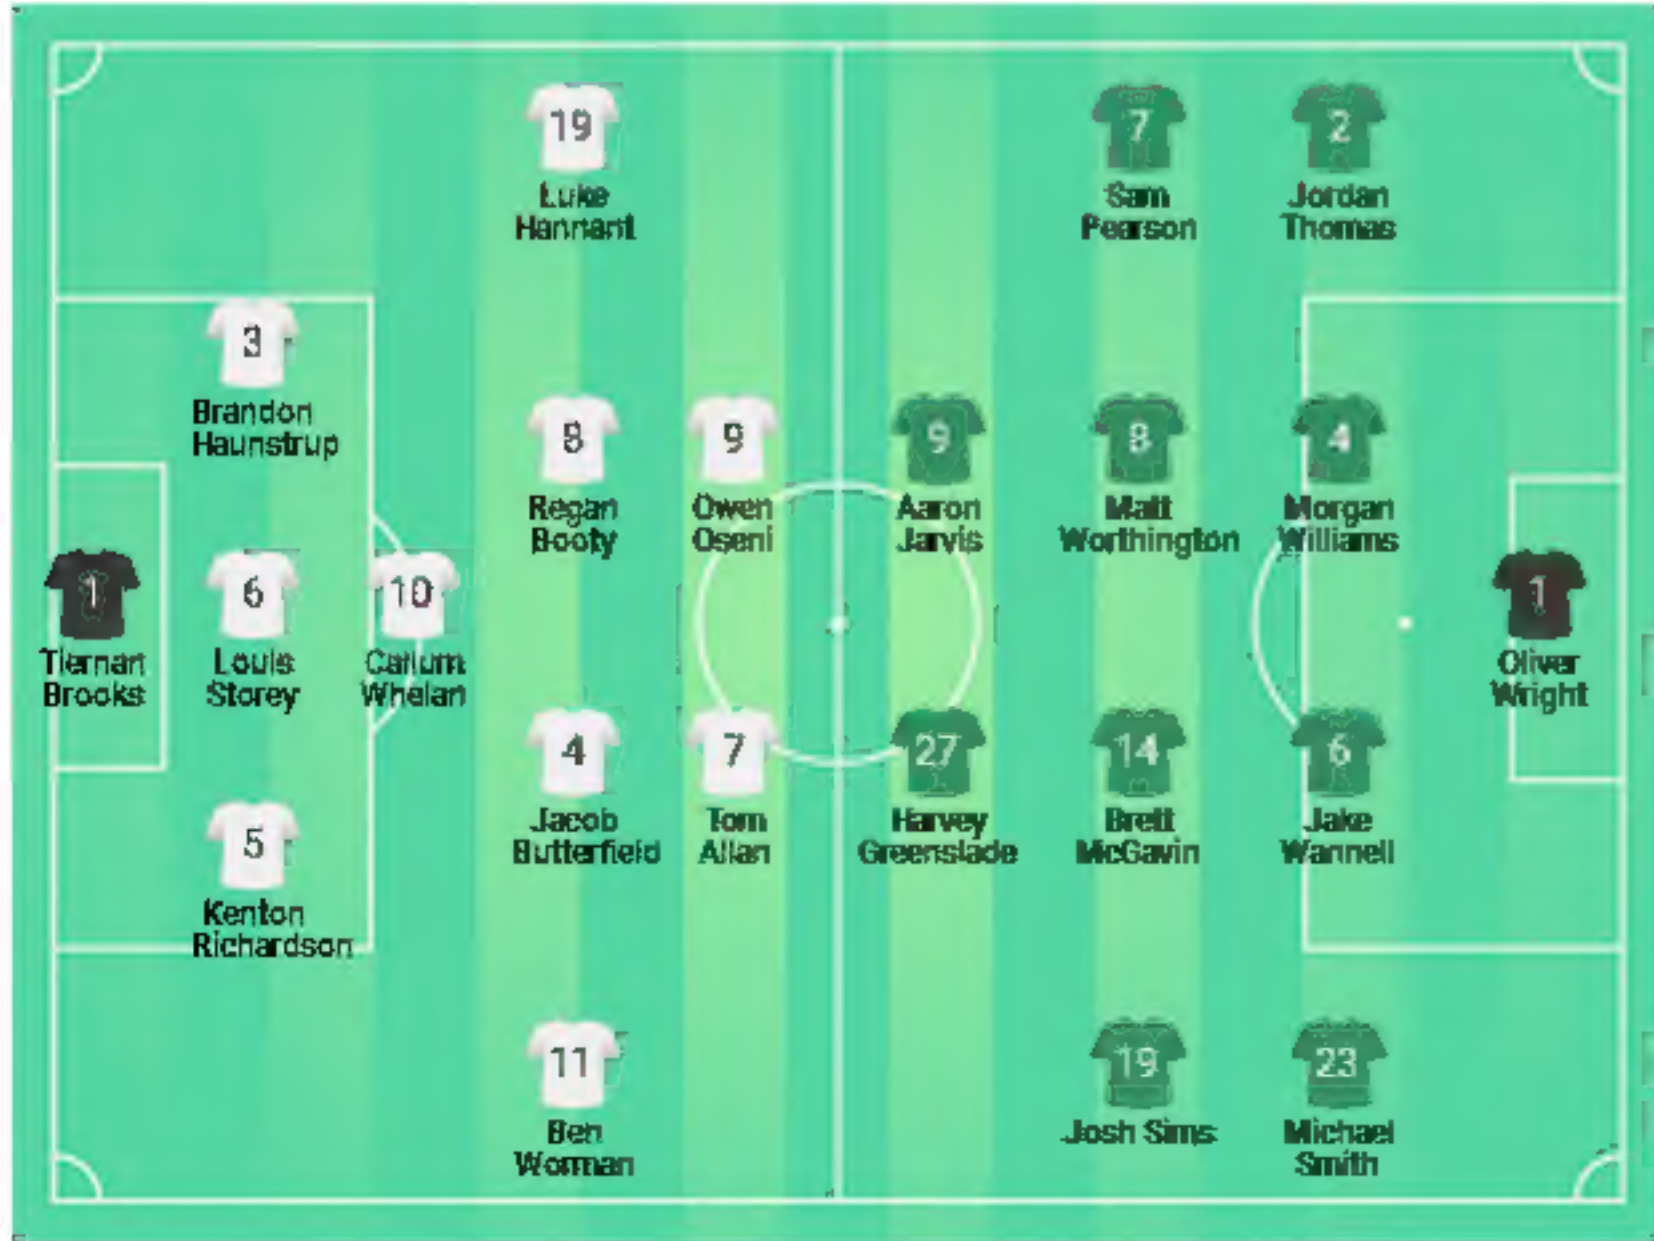 19
Luke
Hannant
7
Sam
Pearson
2
Jordan
Thomas
3
Brandon
Haunstrup
8
Regan
Booty
9
Owen
Oseni
9
Aaron
Jarvis
8
Matt
Worthington
4
Morgan
Williams
1
Tiernan
Brooks
6
Louis
Storey
10
Callum
Whelan
1
Oliver
Wright
4
Jacob
Butterfield
7
Tom
Allan
27
Harvey
Greenslade
14
Brett
McGavin
6
Jake
Wannell
5
Kenton
Richardson
11
Ben
Worman
19
Josh Sims
23
Michael
Smith